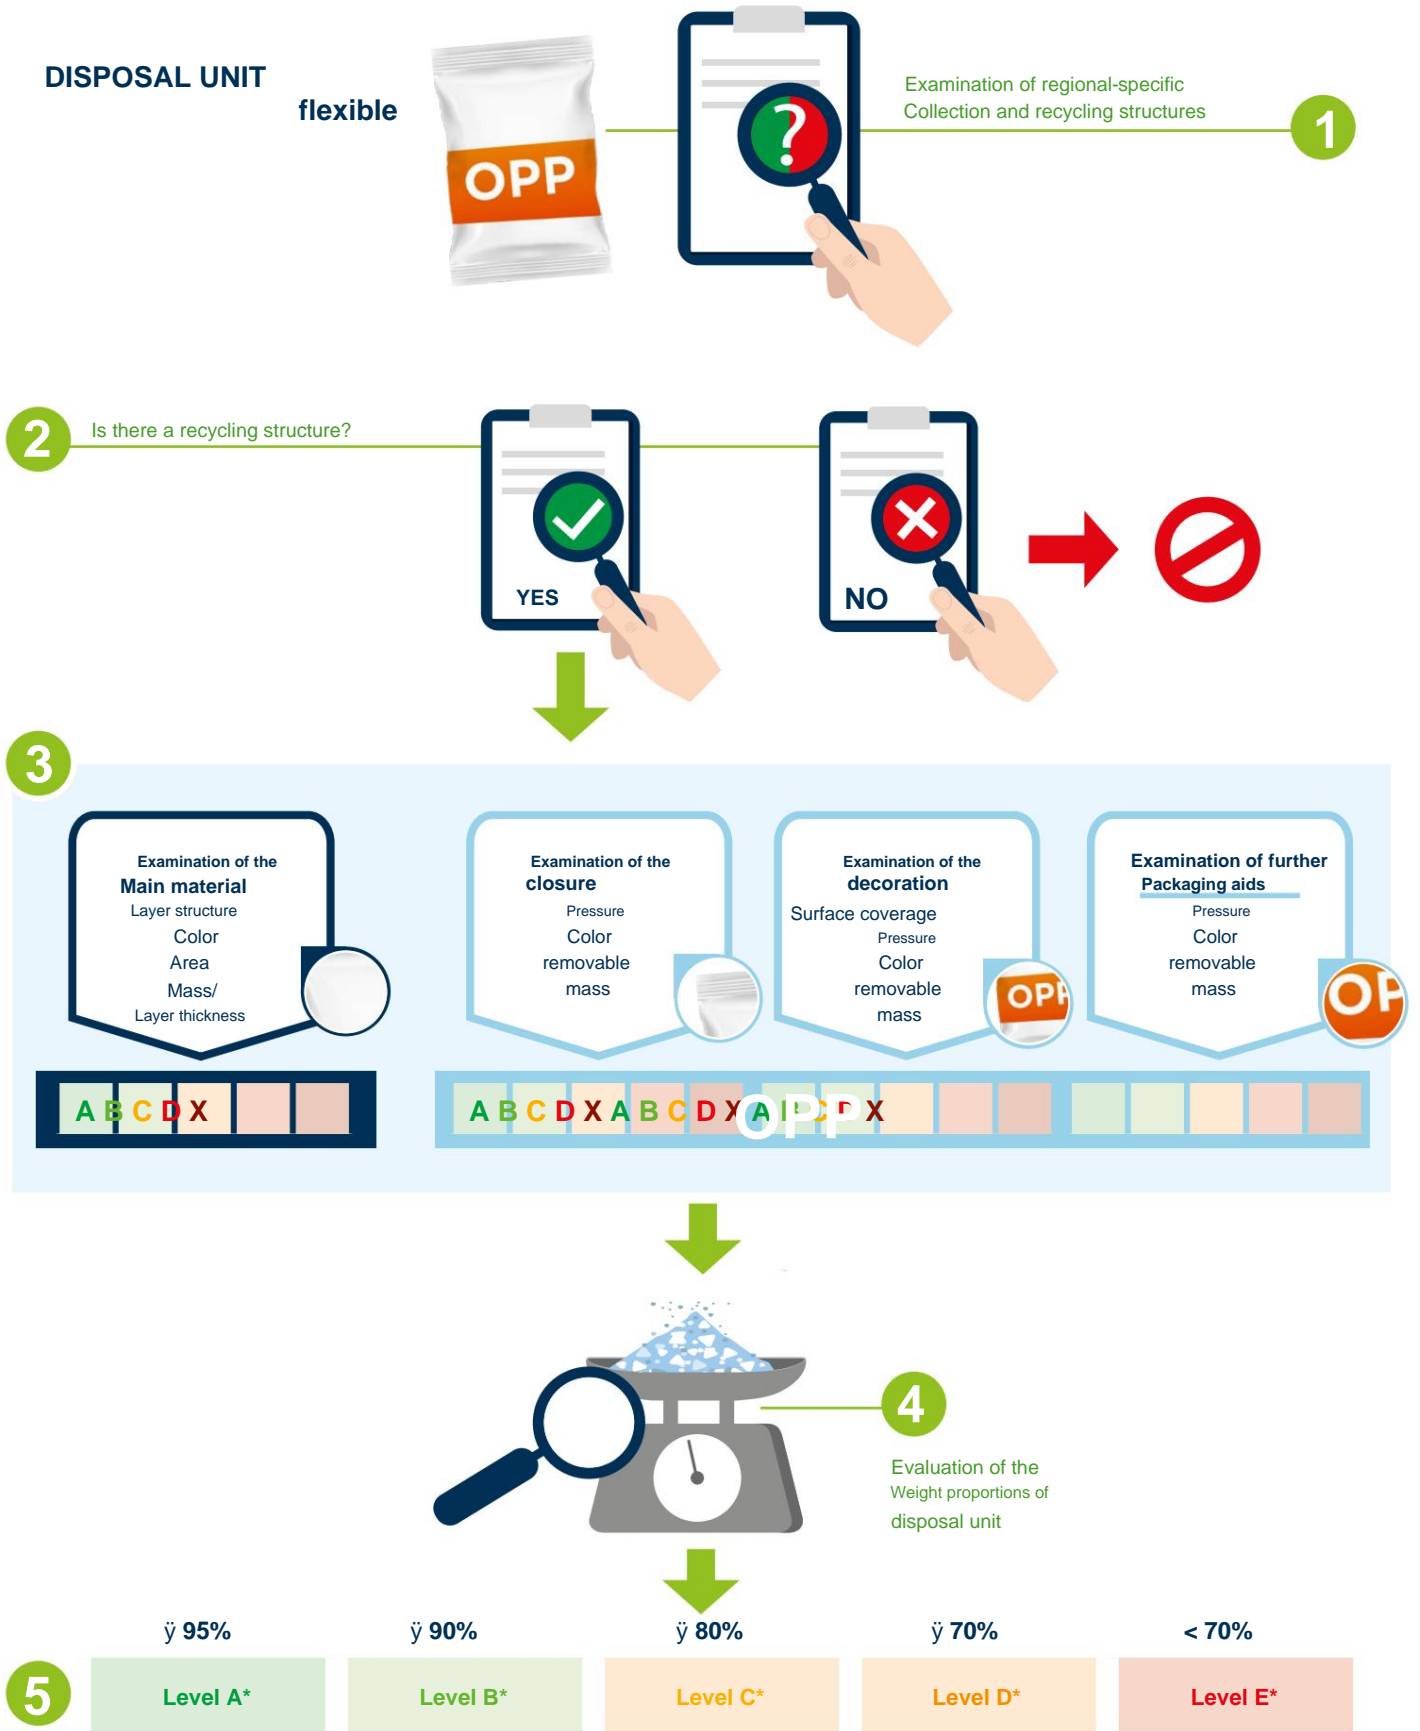 DISPOSAL UNIT
flexible
OPP
?
Examination of regional-specific
Collection and recycling structures
1
2
Is there a recycling structure?
YES
NO
3
Examination of the
Main material
Layer structure
Color
Area
Mass/
Layer thickness
Examination of the
closure
Pressure
Color
removable
mass
Examination of the
decoration
Surface coverage
Pressure
Color
removable
mass
OPP
Examination of further
Packaging aids
Pressure
Color
removable
mass
OP
A B C D X
A B C D X A B C D X A B C D X
OPP
4
Evaluation of the
Weight proportions of
disposal unit
ÿ 95% ÿ 90% ÿ 80% ÿ 70% < 70%
5
Level A* Level B* Level C* Level D* Level E*